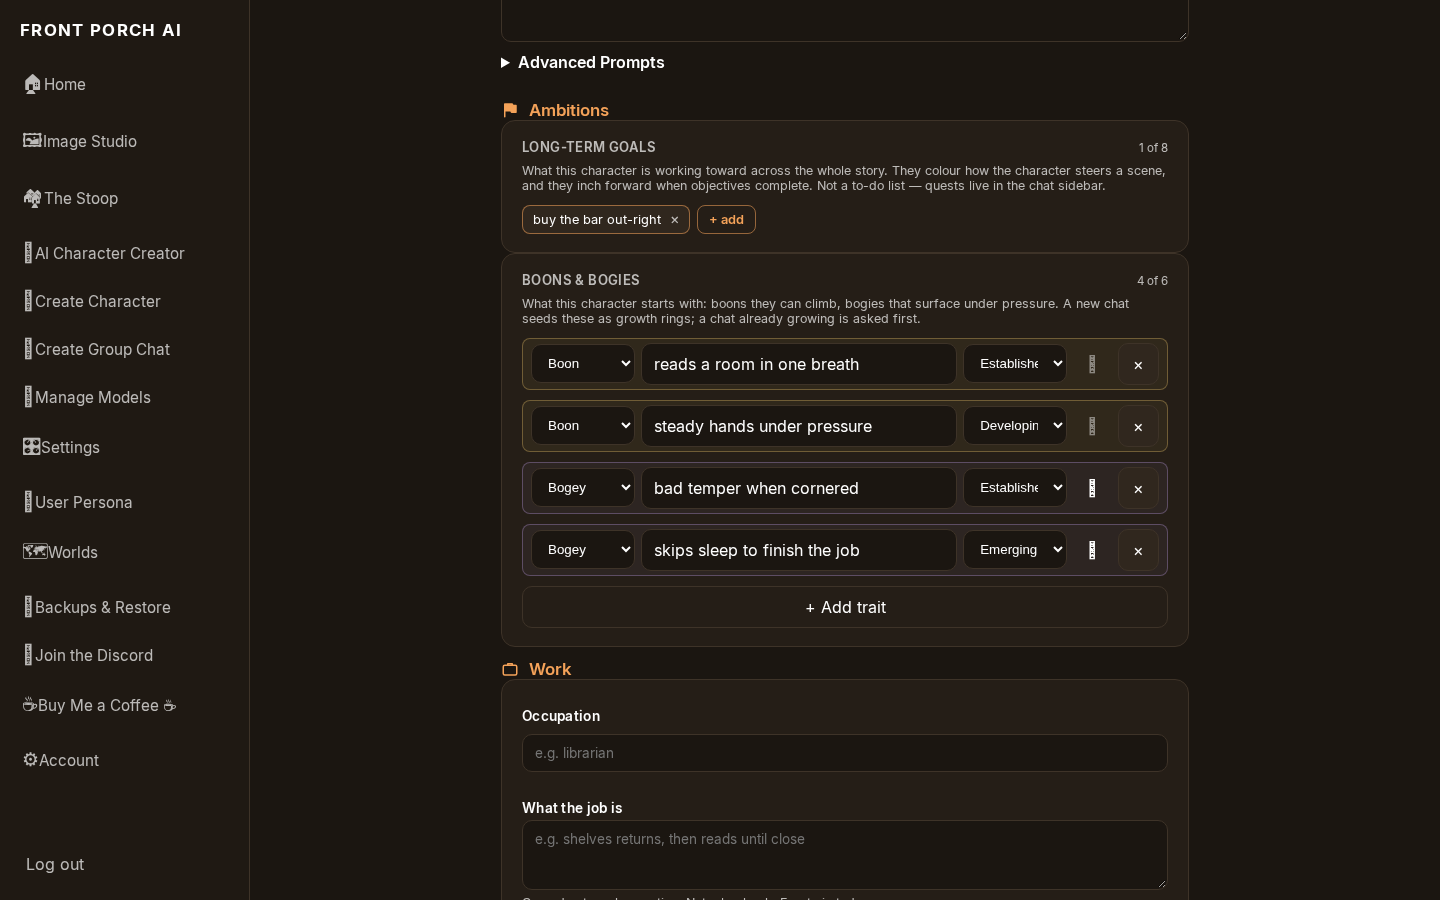 FRONT PORCH AI
Home
Image Studio
The Stoop
AI Character Creator
Create Character
Create Group Chat
Manage Models
Settings
User Persona
Worlds
Backups & Restore
Join the Discord
Buy Me a Coffee
Account
Log out
Advanced Prompts
Ambitions
LONG-TERM GOALS 1 of 8
What this character is working toward across the whole story. They colour how the character steers a scene,
and they inch forward when objectives complete. Not a to-do list — quests live in the chat sidebar.
buy the bar out-right × + add
BOONS & BOGIES 4 of 6
What this character starts with: boons they can climb, bogies that surface under pressure. A new chat
seeds these as growth rings; a chat already growing is asked first.
Boon reads a room in one breath Establishe ×
Boon steady hands under pressure Developin ×
Bogey bad temper when cornered Establishe ×
Bogey skips sleep to finish the job Emerging ×
+ Add trait
Work
Occupation
e.g. librarian
What the job is
e.g. shelves returns, then reads until close